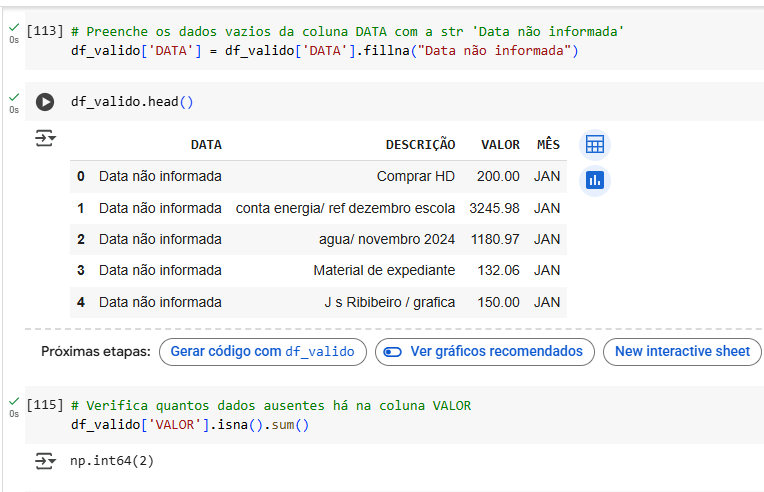 [113] # Preenche os dados vazios da coluna DATA com a str 'Data não informada'
0s df_valido['DATA'] = df_valido['DATA'].fillna("Data não informada")
df_valido.head()
0s
DATA DESCRIÇÃO VALOR MÊS
0 Data não informada Comprar HD 200.00 JAN
1 Data não informada conta energia/ ref dezembro escola 3245.98 JAN
2 Data não informada agua/ novembro 2024 1180.97 JAN
3 Data não informada Material de expediante 132.06 JAN
4 Data não informada J s Ribibeiro / grafica 150.00 JAN
Próximas etapas: Gerar código com df_valido Ver gráficos recomendados New interactive sheet
[115] # Verifica quantos dados ausentes há na coluna VALOR
0s df_valido['VALOR'].isna().sum()
np.int64(2)